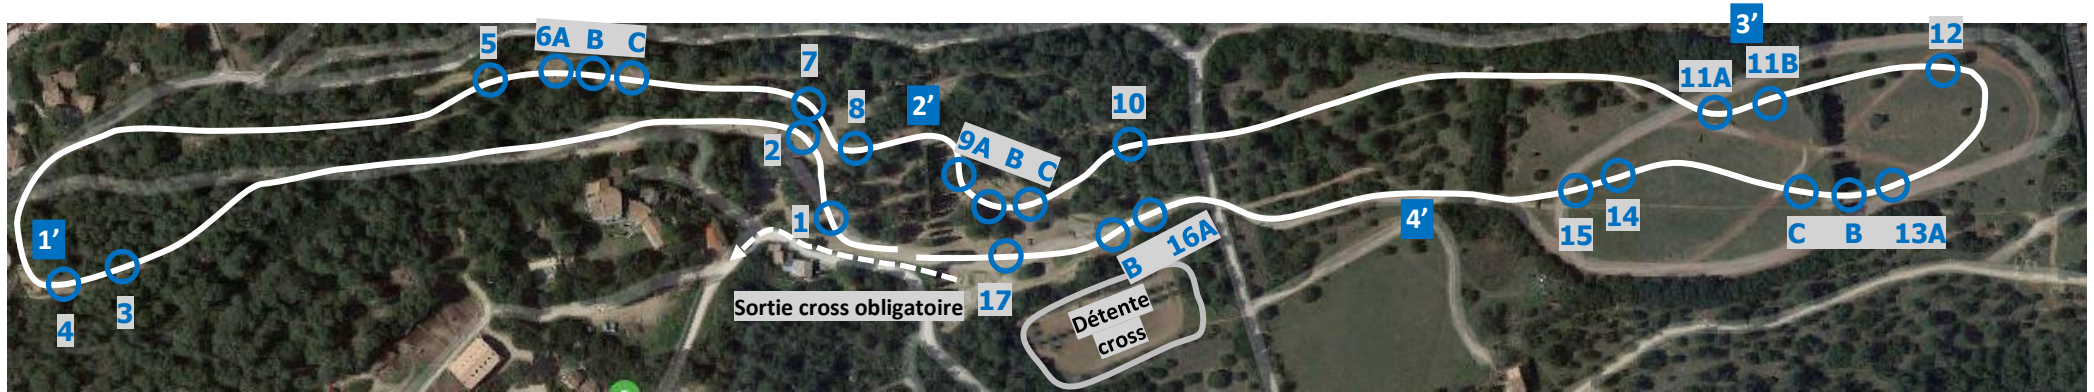 3’
12
5
6A B C
7
11A
11B
8
2’
10
2
9A B C
1
1’
4’
15
14
C B 13A
B 16A
4
3
Sortie cross obligatoire
17
Détente
cross